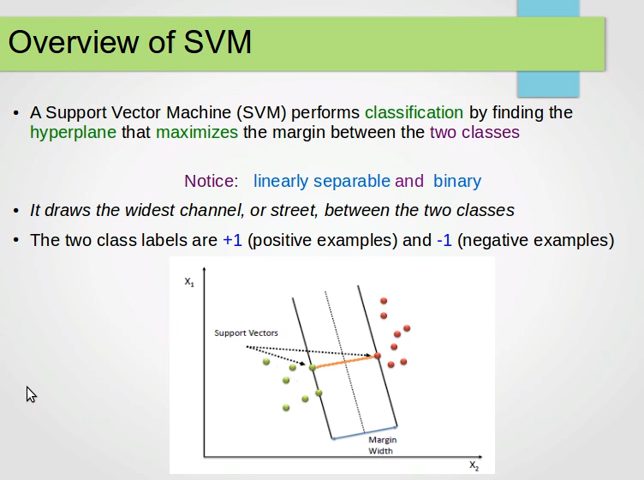 Overview of SVM
• A Support Vector Machine (SVM) performs classification by finding the
hyperplane that maximizes the margin between the two classes
Notice: linearly separable and binary
• It draws the widest channel, or street, between the two classes
• The two class labels are +1 (positive examples) and -1 (negative examples)
X₁
Support Vectors
Margin
Width
X₂